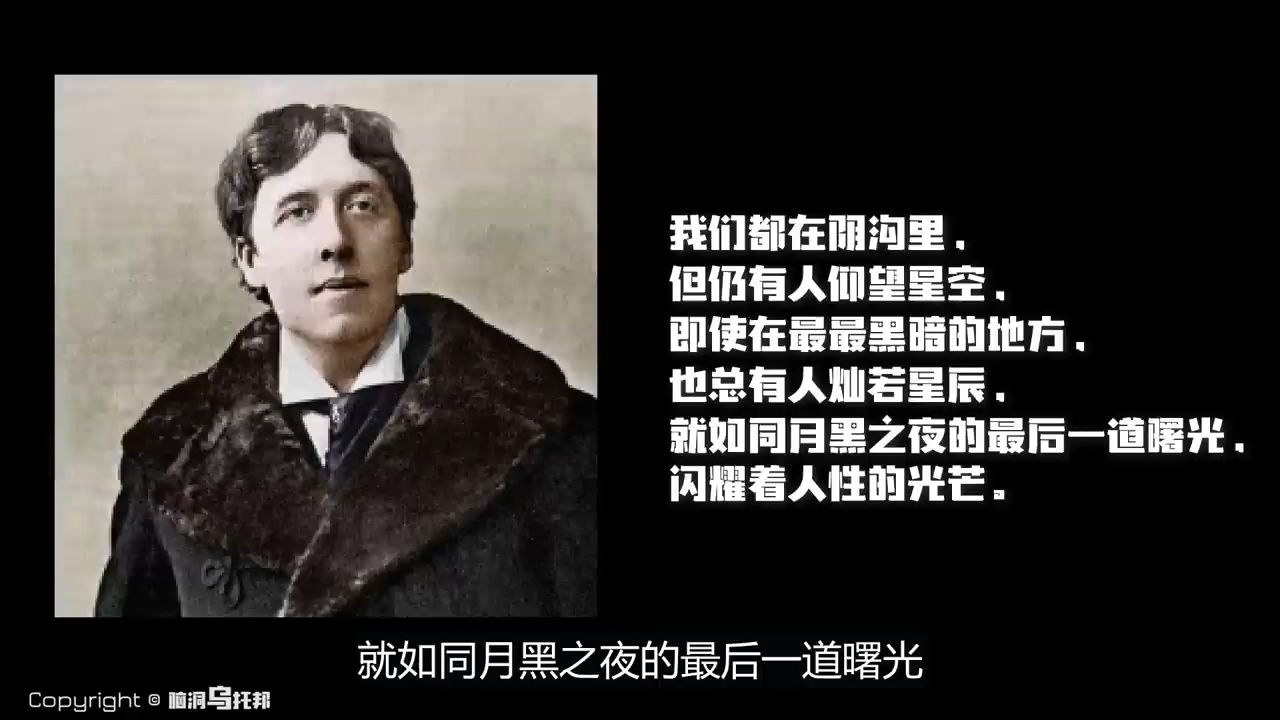 我们都在阴沟里，
但仍有人仰望星空，
即使在最最黑暗的地方，
也总有人灿若星辰，
就如同月黑之夜的最后一道曙光，
闪耀着人性的光芒。
就如同月黑之夜的最后一道曙光
Copyright © 脑洞乌托邦